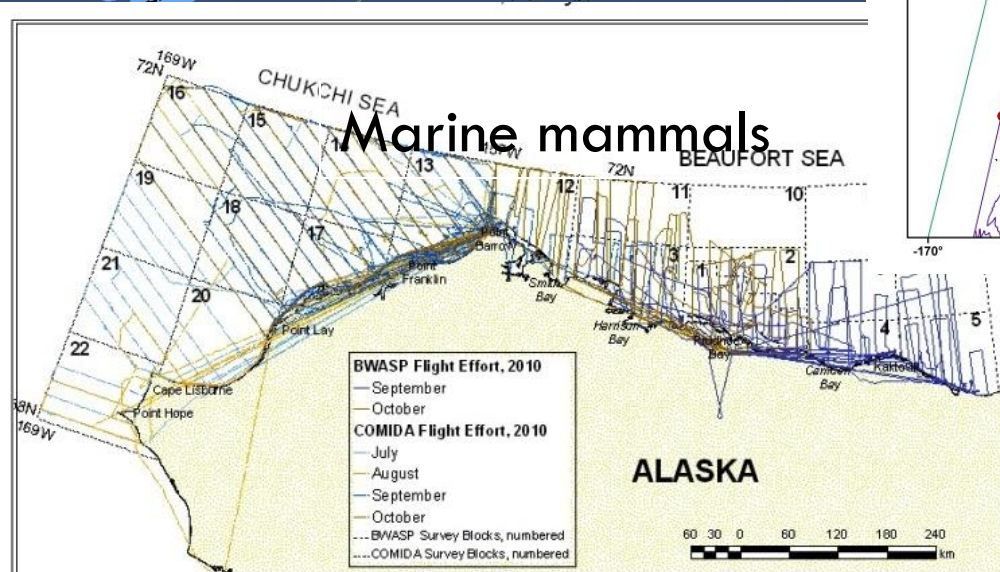 169W
72N
CHUKCHI SEA
Marine mammals
72N
BEAUFORT SEA
16
15
13
12
11
10
19
18
17
3
1
2
21
20
22
4
5
Point
Barrow
Point
Franklin
Smith
Bay
Point Lay
Harrison
Bay
Bay
Camden
Bay
Kaktovik
Cape Lisburne
Point Hope
169W
-170°
BWASP Flight Effort, 2010
September
October
COMIDA Flight Effort, 2010
July
August
September
October
BWASP Survey Blocks, numbered
COMIDA Survey Blocks, numbered
ALASKA
60 30 0 60 120 180 240
km